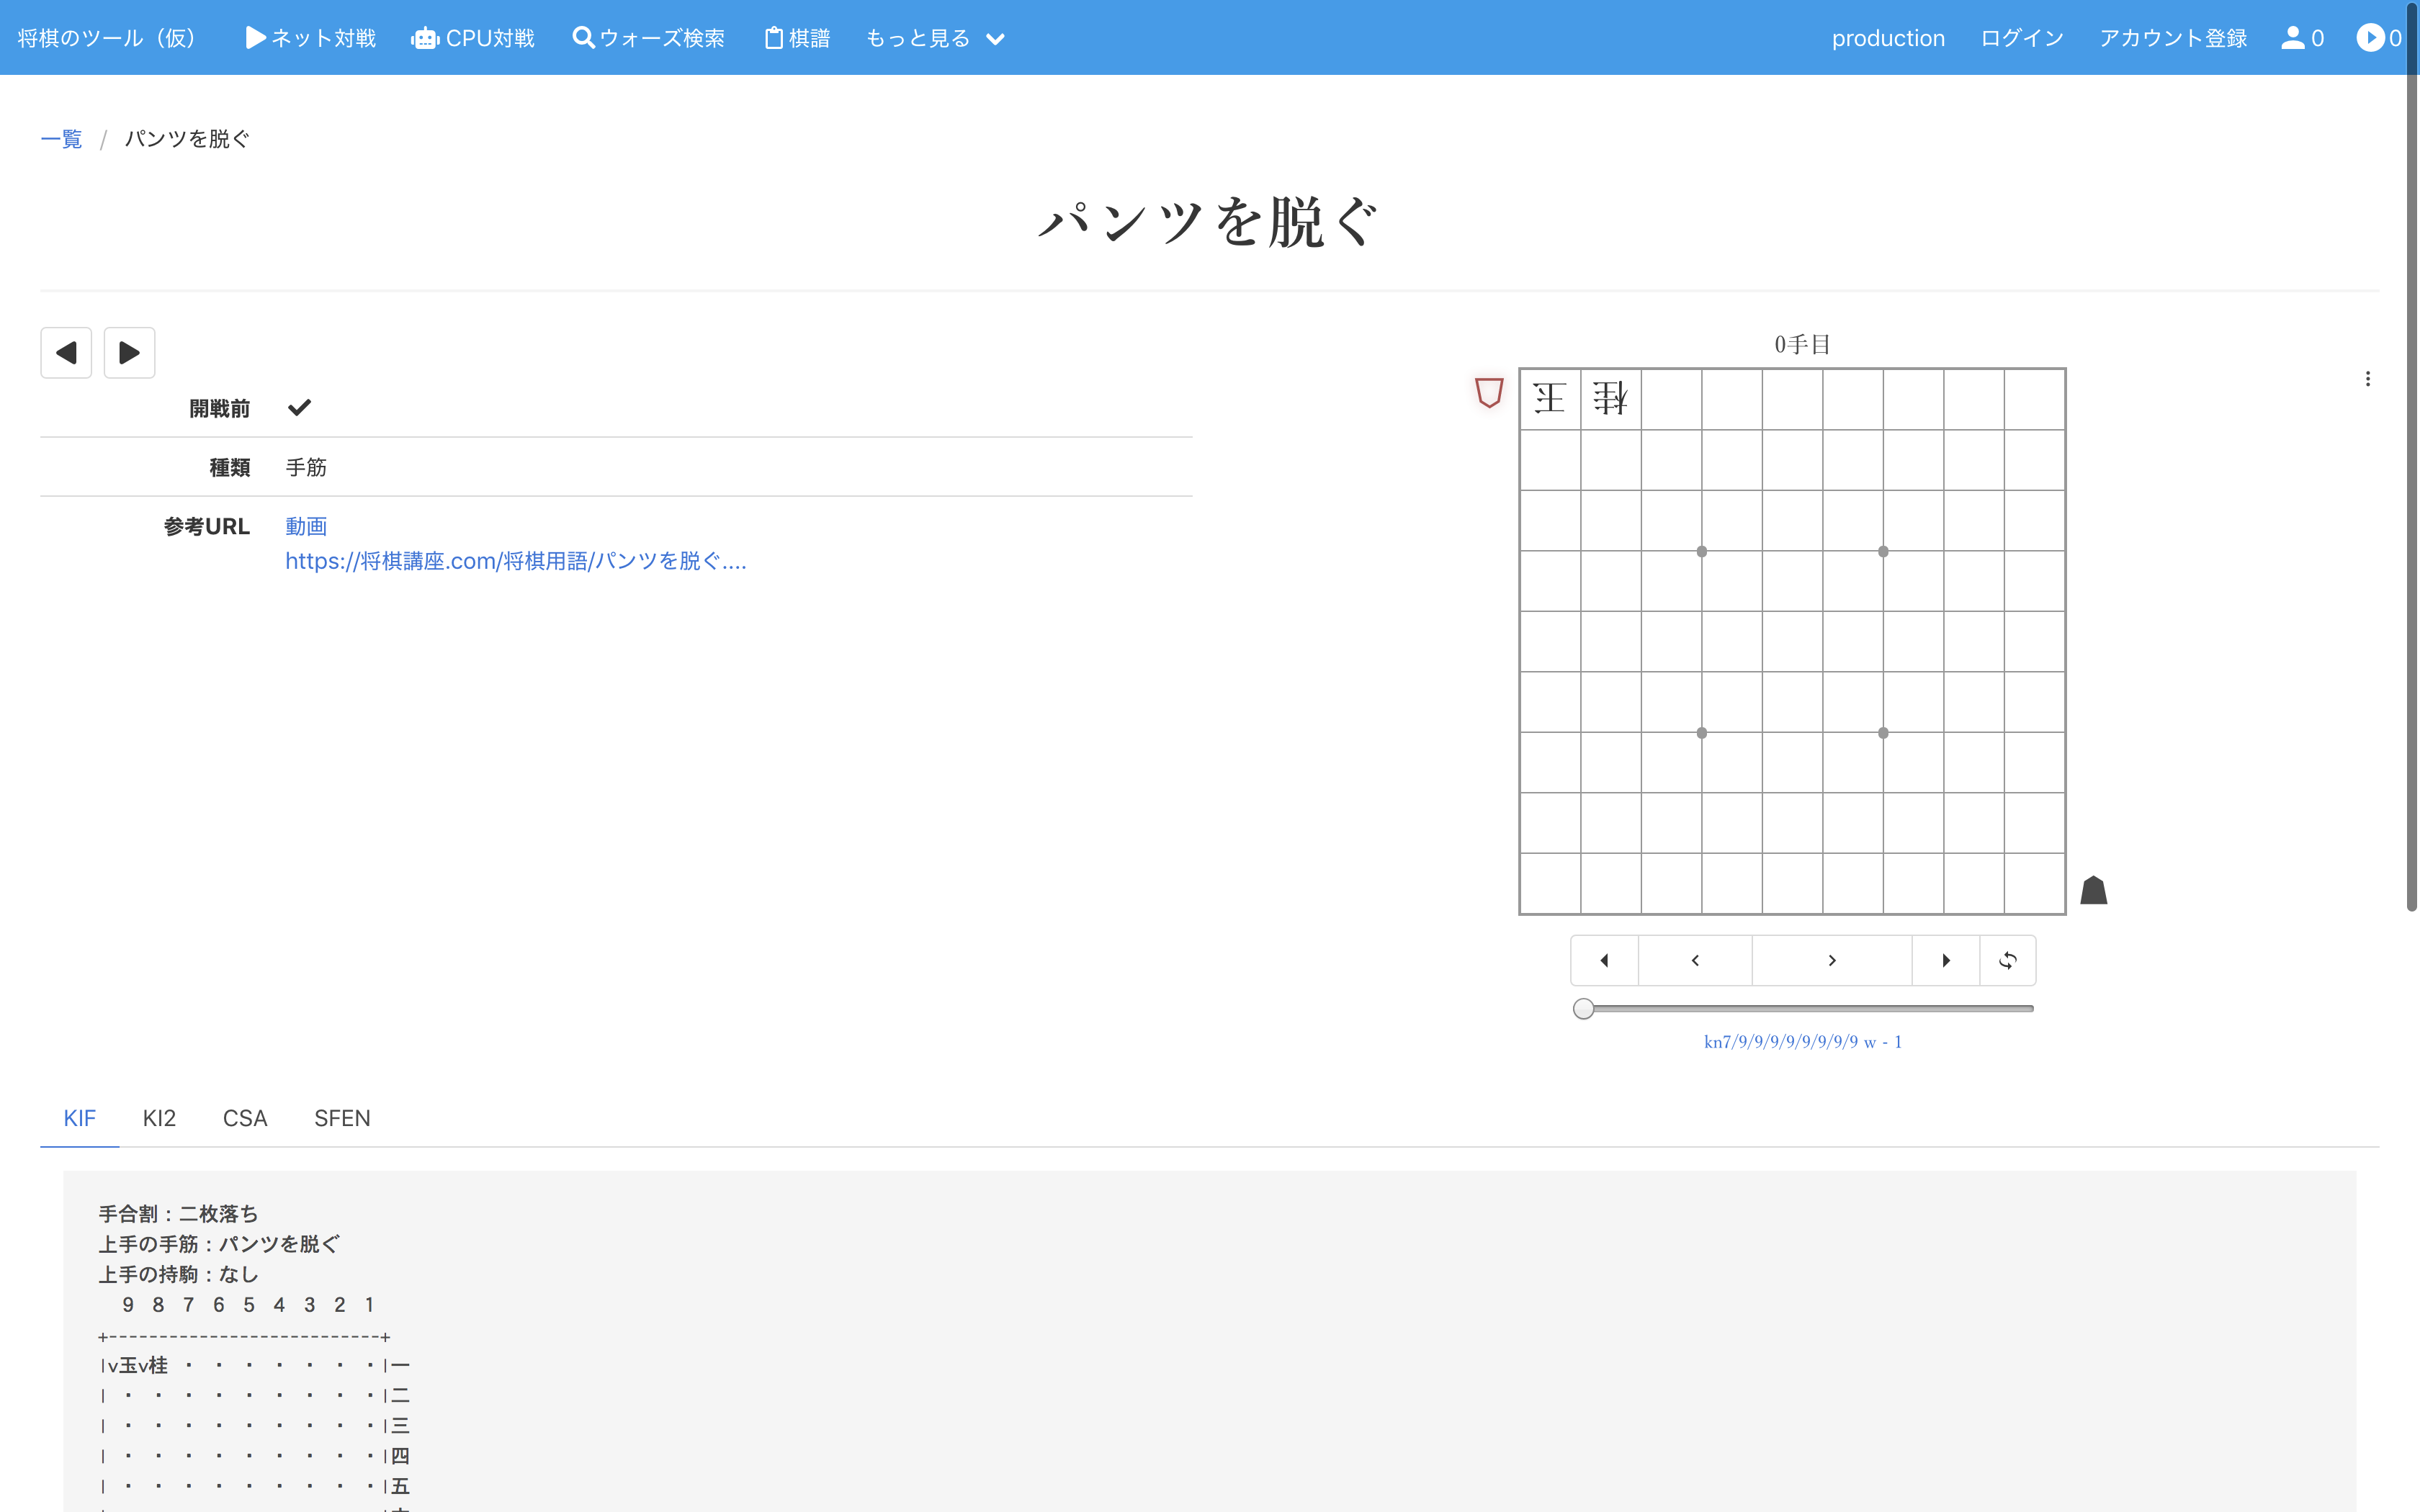 将棋のツール（仮） ネット対戦 CPU対戦 ウォーズ検索 棋譜 もっと見る production ログイン アカウント登録 0 0
一覧 / パンツを脱ぐ
パンツを脱ぐ
0手目
開戦前
種類 手筋
参考URL 動画
https://将棋講座.com/将棋用語/パンツを脱ぐ....
玉 桂
kn7/9/9/9/9/9/9/9/9 w - 1
KIF KI2 CSA SFEN
手合割：二枚落ち
上手の手筋：パンツを脱ぐ
上手の持駒：なし
9 8 7 6 5 4 3 2 1
+---------------------------+
|v玉v桂 ・ ・ ・ ・ ・ ・ ・|一
| ・ ・ ・ ・ ・ ・ ・ ・ ・|二
| ・ ・ ・ ・ ・ ・ ・ ・ ・|三
| ・ ・ ・ ・ ・ ・ ・ ・ ・|四
| ・ ・ ・ ・ ・ ・ ・ ・ ・|五